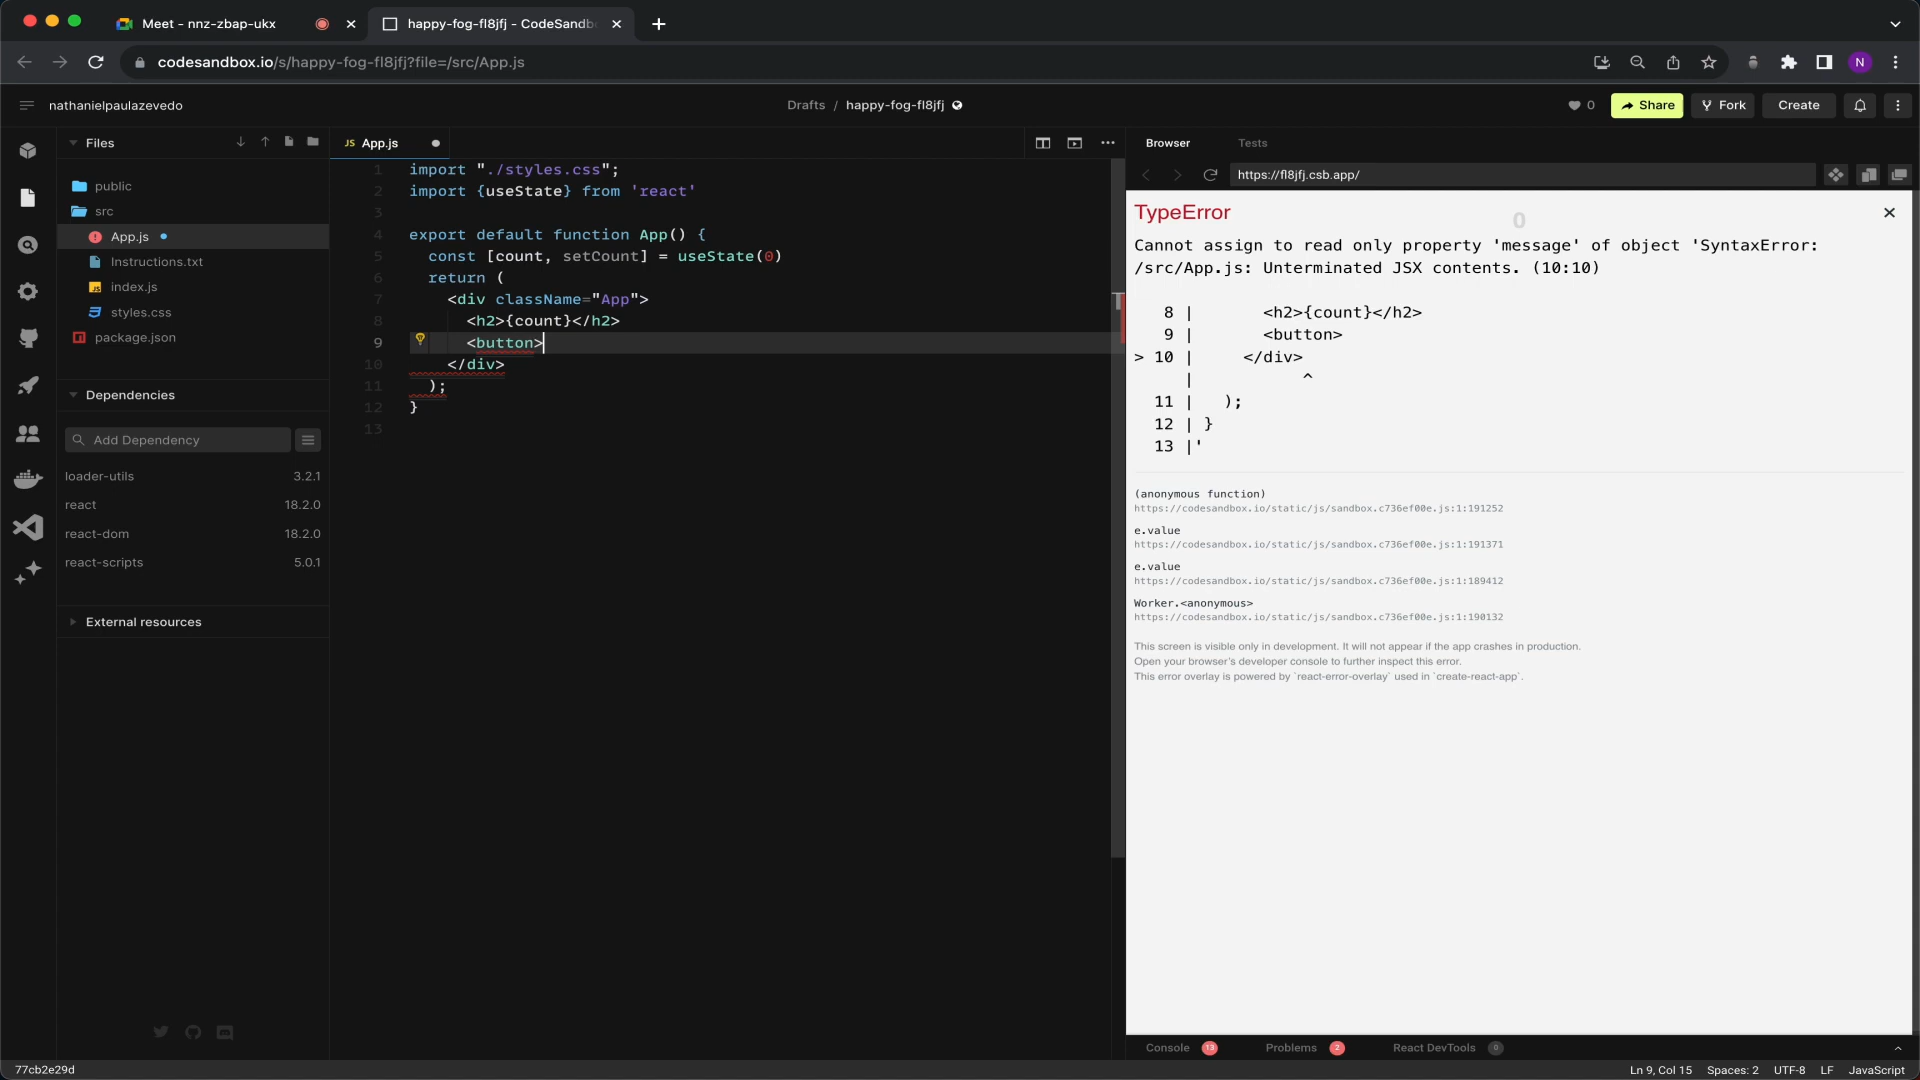 Meet - nnz-zbap-ukx
happy-fog-fl8jfj - CodeSandb
codesandbox.io/s/happy-fog-fl8jfj?file=/src/App.js
N
nathanielpaulazevedo
Drafts / happy-fog-fl8jfj
0
Share
Fork
Create
Files
public
src
App.js
Instructions.txt
index.js
styles.css
package.json
Dependencies
Add Dependency
loader-utils 3.2.1
react 18.2.0
react-dom 18.2.0
react-scripts 5.0.1
External resources
JS App.js
1 import "./styles.css";
2 import {useState} from 'react'
3
4 export default function App() {
5 const [count, setCount] = useState(0)
6 return (
7 <div className="App">
8 <h2>{count}</h2>
9 <button>
10 </div>
11 );
12 }
13
Browser Tests
https://fl8jfj.csb.app/
TypeError
0
Cannot assign to read only property 'message' of object 'SyntaxError:
/src/App.js: Unterminated JSX contents. (10:10)
8 | <h2>{count}</h2>
9 | <button>
> 10 | </div>
| ^
11 | );
12 | }
13 |'
(anonymous function)
https://codesandbox.io/static/js/sandbox.c736ef00e.js:1:191252
e.value
https://codesandbox.io/static/js/sandbox.c736ef00e.js:1:191371
e.value
https://codesandbox.io/static/js/sandbox.c736ef00e.js:1:189412
Worker.<anonymous>
https://codesandbox.io/static/js/sandbox.c736ef00e.js:1:190132
This screen is visible only in development. It will not appear if the app crashes in production.
Open your browser's developer console to further inspect this error.
This error overlay is powered by `react-error-overlay` used in `create-react-app`.
Console 13 Problems 2 React DevTools 0
77cb2e29d
Ln 9, Col 15 Spaces: 2 UTF-8 LF JavaScript